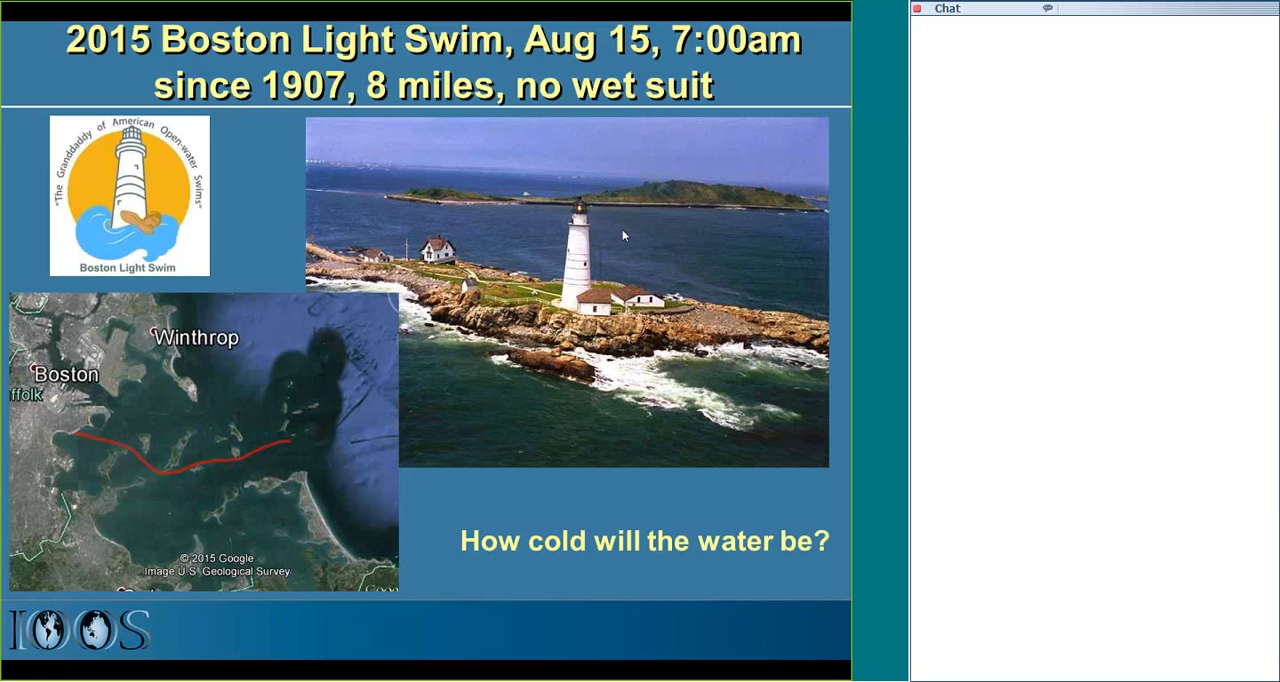 2015 Boston Light Swim, Aug 15, 7:00am
since 1907, 8 miles, no wet suit
"The Granddaddy of American Open-water Swims"
Boston Light Swim
Winthrop
Boston
ffolk
© 2015 Google
Image U.S. Geological Survey
How cold will the water be?
IOOS
Chat